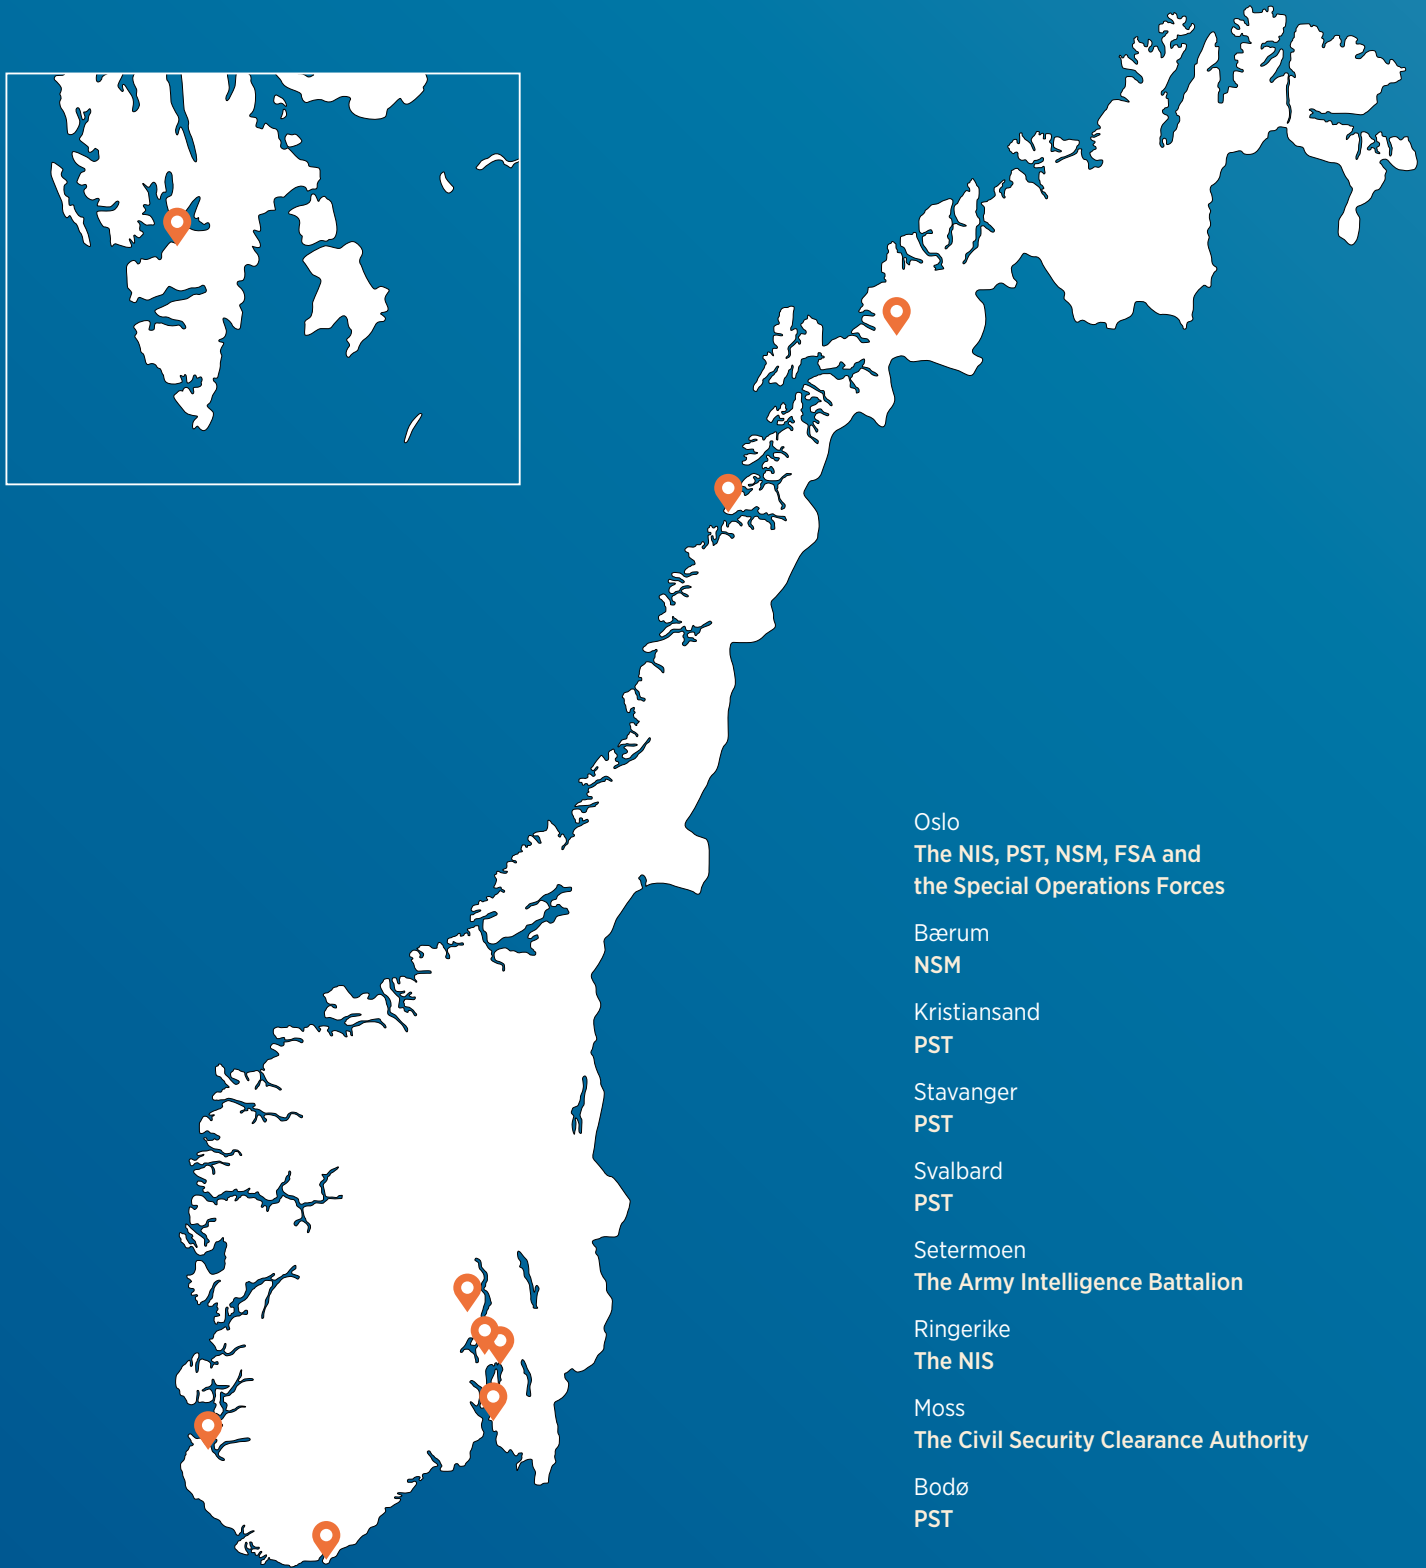 Oslo
The NIS, PST, NSM, FSA and
the Special Operations Forces
Bærum
NSM
Kristiansand
PST
Stavanger
PST
Svalbard
PST
Setermoen
The Army Intelligence Battalion
Ringerike
The NIS
Moss
The Civil Security Clearance Authority
Bodø
PST